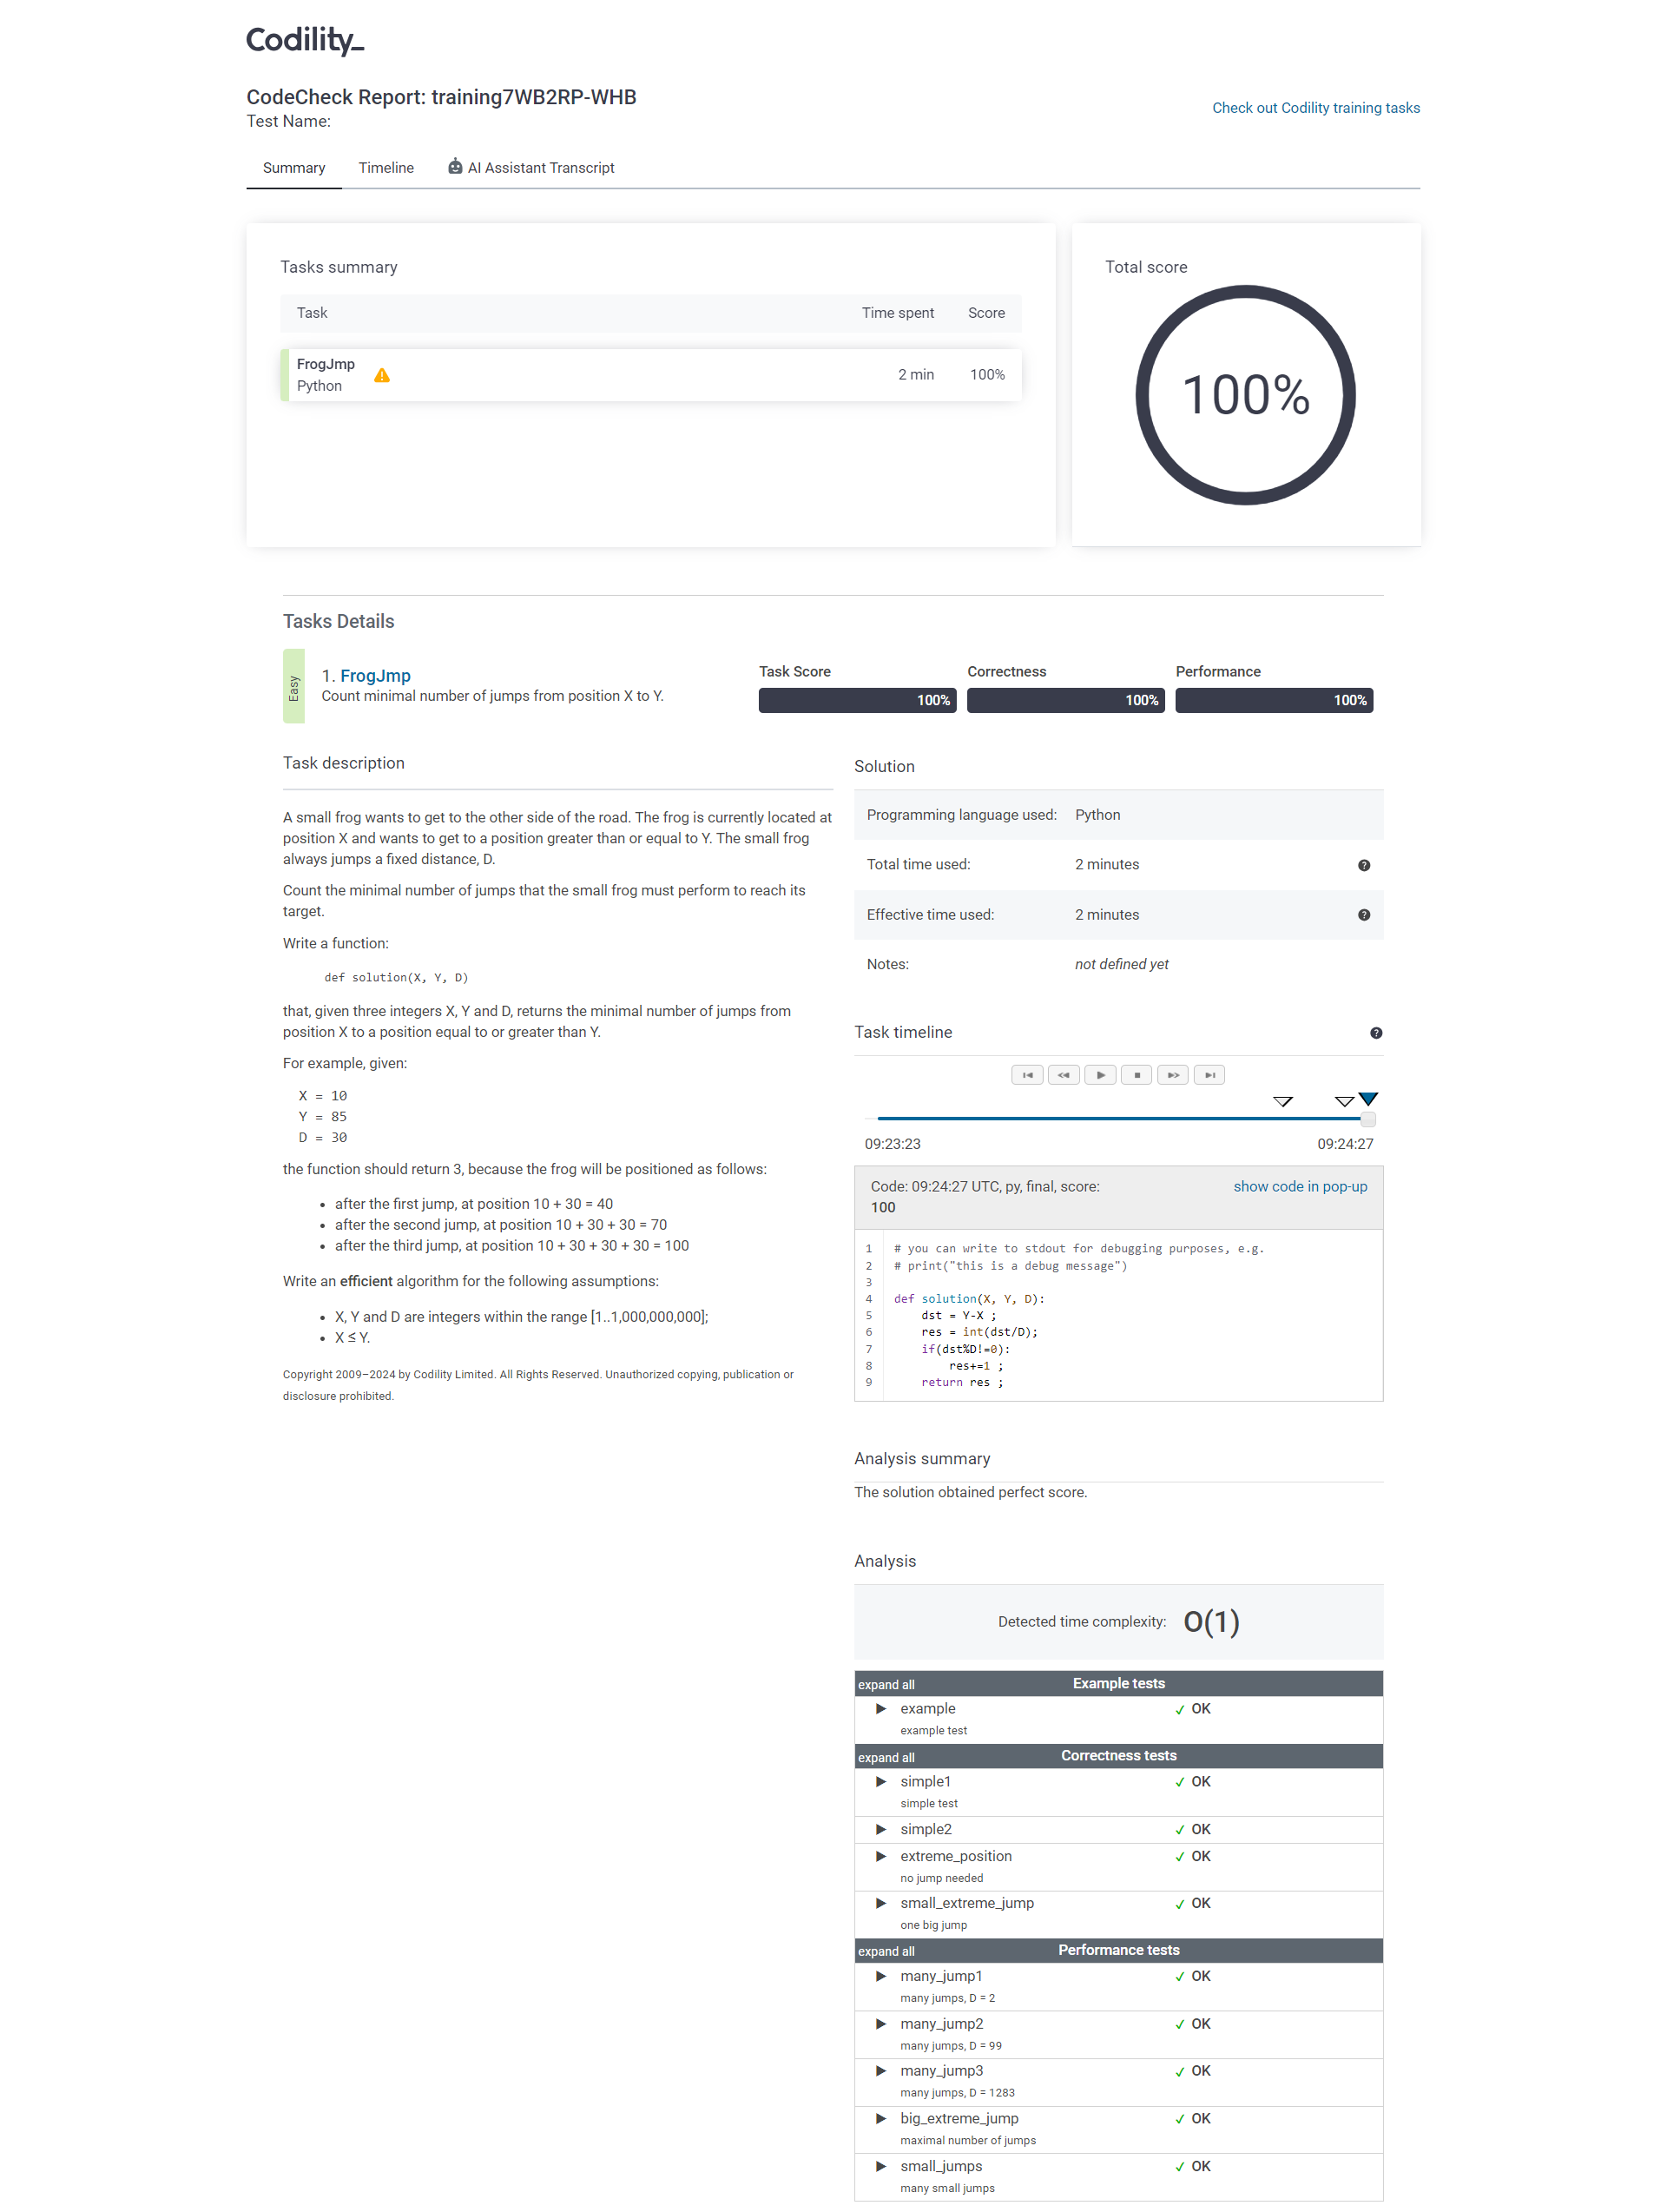 Codility_
CodeCheck Report: training7WB2RP-WHB
Test Name:
Check out Codility training tasks
Summary Timeline AI Assistant Transcript
Tasks summary
Task Time spent Score
FrogJmp
Python
2 min 100%
Total score
100%
Tasks Details
Easy
1. FrogJmp
Count minimal number of jumps from position X to Y.
Task Score Correctness Performance
100% 100% 100%
Task description
A small frog wants to get to the other side of the road. The frog is currently located at
position X and wants to get to a position greater than or equal to Y. The small frog
always jumps a fixed distance, D.
Count the minimal number of jumps that the small frog must perform to reach its
target.
Write a function:
def solution(X, Y, D)
that, given three integers X, Y and D, returns the minimal number of jumps from
position X to a position equal to or greater than Y.
For example, given:
X = 10
Y = 85
D = 30
the function should return 3, because the frog will be positioned as follows:
• after the first jump, at position 10 + 30 = 40
• after the second jump, at position 10 + 30 + 30 = 70
• after the third jump, at position 10 + 30 + 30 + 30 = 100
Write an efficient algorithm for the following assumptions:
• X, Y and D are integers within the range [1..1,000,000,000];
• X ≤ Y.
Copyright 2009–2024 by Codility Limited. All Rights Reserved. Unauthorized copying, publication or
disclosure prohibited.
Solution
Programming language used: Python
Total time used: 2 minutes
Effective time used: 2 minutes
Notes: not defined yet
Task timeline
09:23:23 09:24:27
Code: 09:24:27 UTC, py, final, score:
100
show code in pop-up
1 # you can write to stdout for debugging purposes, e.g.
2 # print("this is a debug message")
3
4 def solution(X, Y, D):
5 dst = Y-X ;
6 res = int(dst/D);
7 if(dst%D!=0):
8 res+=1 ;
9 return res ;
Analysis summary
The solution obtained perfect score.
Analysis
Detected time complexity: O(1)
expand all Example tests
example OK
example test
expand all Correctness tests
simple1 OK
simple test
simple2 OK
extreme_position OK
no jump needed
small_extreme_jump OK
one big jump
expand all Performance tests
many_jump1 OK
many jumps, D = 2
many_jump2 OK
many jumps, D = 99
many_jump3 OK
many jumps, D = 1283
big_extreme_jump OK
maximal number of jumps
small_jumps OK
many small jumps